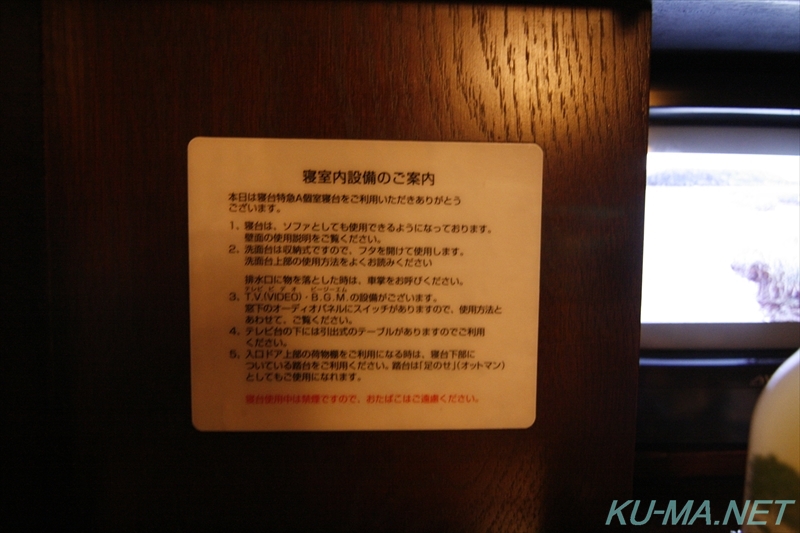 寝室内設備のご案内
本日は寝台特急A個室寝台をご利用いただきありがとう
ございます。
1. 寝台は、ソファとしても使用できるようになっております。
壁面の使用説明をご覧ください。
2. 洗面台は収納式ですので、フタを開けて使用します。
洗面台上部の使用方法をよくお読みください
排水口に物を落とした時は、車掌をお呼びください。
テレビ ビデオ ビージーエム
3. T.V.(VIDEO)・B.G.M.の設備がございます。
窓下のオーディオパネルにスイッチがありますので、使用方法と
あわせて、ご覧ください。
4. テレビ台の下には引出式のテーブルがありますのでご利用
ください。
5. 入口ドア上部の荷物棚をご利用になる時は、寝台下部に
ついている踏台をご利用ください。踏台は「足のせ」(オットマン)
としてもご使用になれます。
寝台使用中は禁煙ですので、おたばこはご遠慮ください。
KU-MA.NET